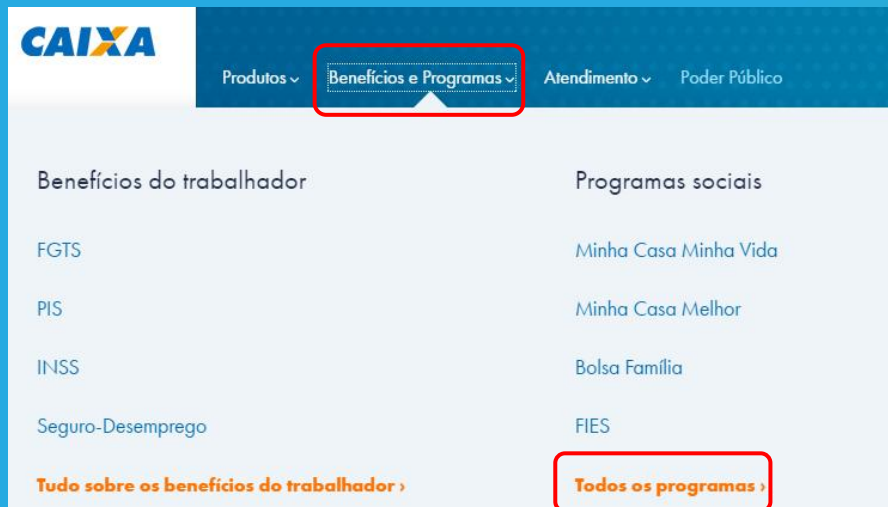 CAIXA
Produtos Benefícios e Programas Atendimento Poder Público
Benefícios do trabalhador
FGTS
PIS
INSS
Seguro-Desemprego
Tudo sobre os benefícios do trabalhador ›
Programas sociais
Minha Casa Minha Vida
Minha Casa Melhor
Bolsa Família
FIES
Todos os programas ›